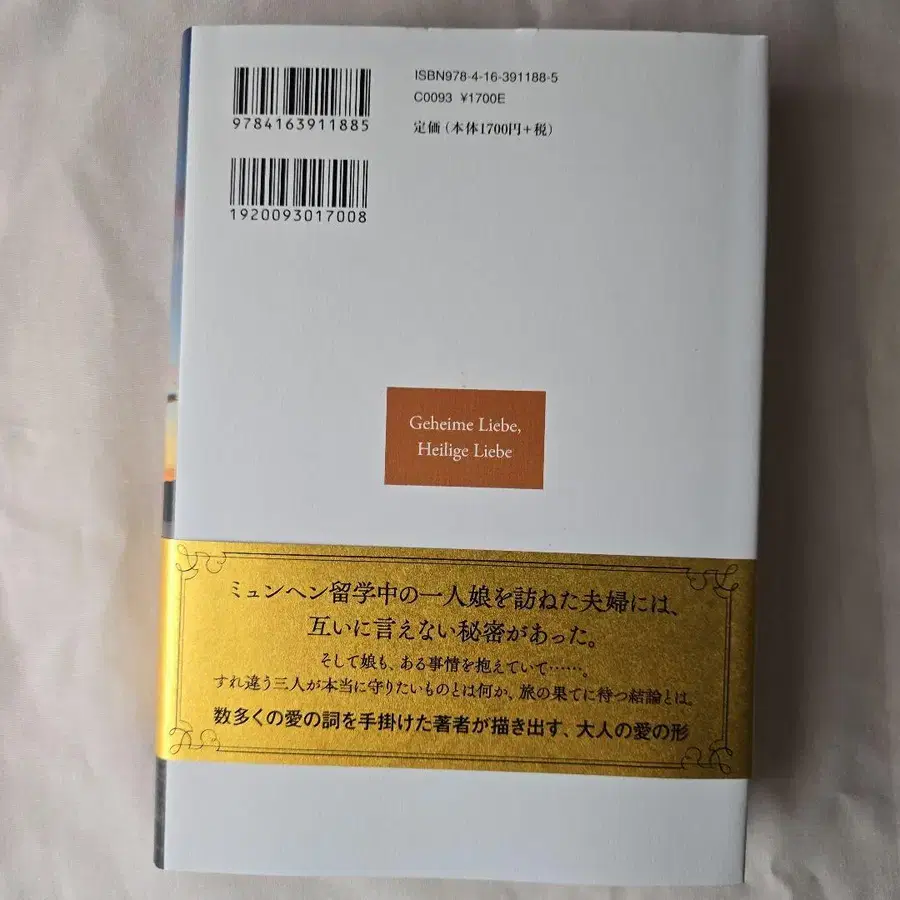 ISBN978-4-16-391188-5
C0093 ¥1700E
定価（本体1700円+税）
9784163911885
1920093017008
Geheime Liebe,
Heilige Liebe
ミュンヘン留学中の一人娘を訪ねた夫婦には、
互いに言えない秘密があった。
そして娘も、ある事情を抱えていて……。
すれ違う三人が本当に守りたいものとは何か、旅の果てに待つ結論とは。
数多くの愛の詞を手掛けた著者が描き出す、大人の愛の形